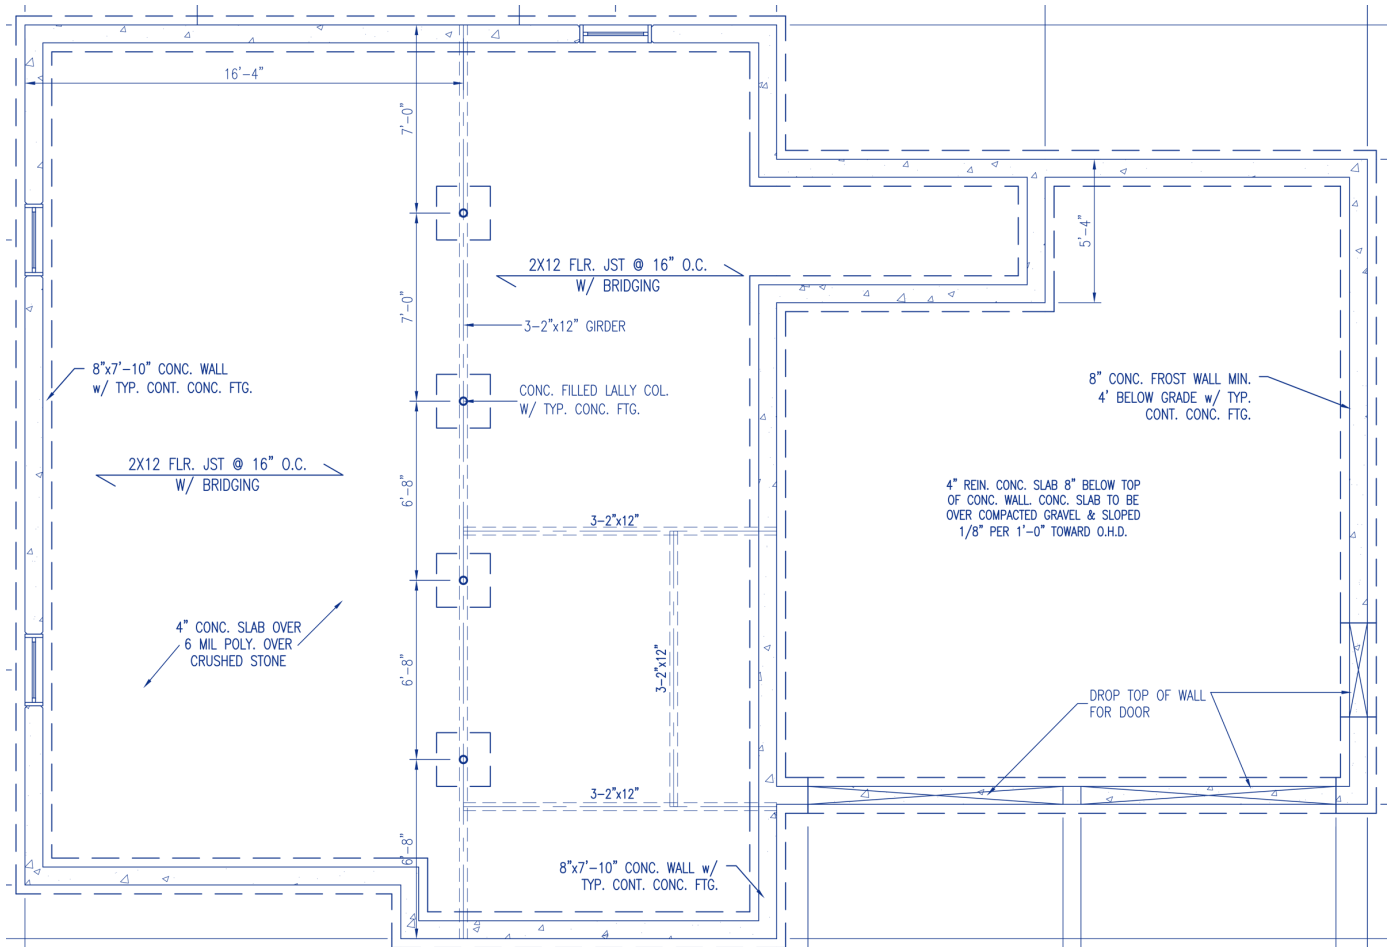 16'-4"
7'-0"
5'-4"
2X12 FLR. JST @ 16" O.C.
W/ BRIDGING
7'-0"
3-2"x12" GIRDER
8"x7'-10" CONC. WALL
w/ TYP. CONT. CONC. FTG.
CONC. FILLED LALLY COL.
W/ TYP. CONC. FTG.
8" CONC. FROST WALL MIN.
4' BELOW GRADE w/ TYP.
CONT. CONC. FTG.
2X12 FLR. JST @ 16" O.C.
W/ BRIDGING
6'-8"
3-2"x12"
4" REIN. CONC. SLAB 8" BELOW TOP
OF CONC. WALL. CONC. SLAB TO BE
OVER COMPACTED GRAVEL & SLOPED
1/8" PER 1'-0" TOWARD O.H.D.
4" CONC. SLAB OVER
6 MIL POLY. OVER
CRUSHED STONE
6'-8"
3-2"x12"
DROP TOP OF WALL
FOR DOOR
3-2"x12"
6'-8"
8"x7'-10" CONC. WALL w/
TYP. CONT. CONC. FTG.